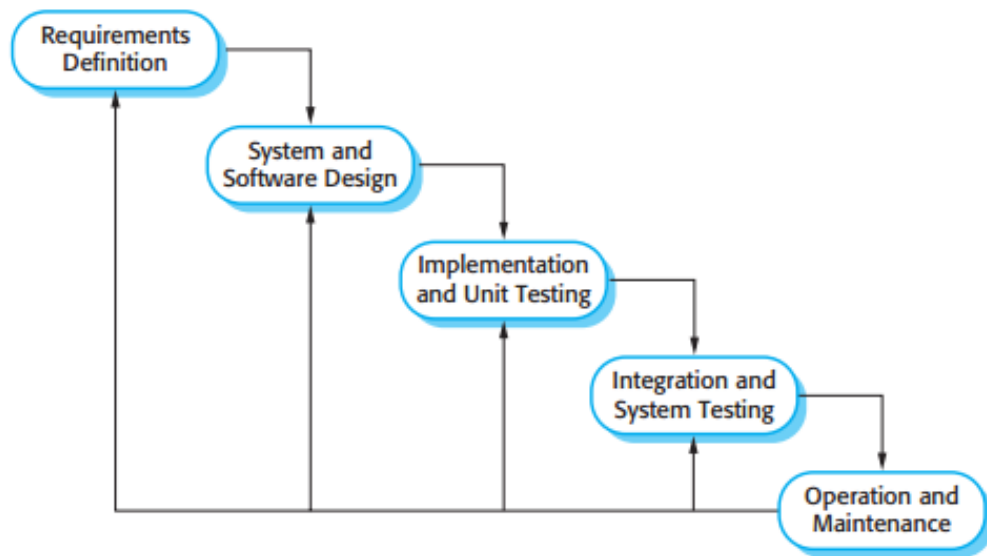 Requirements
Definition
System and
Software Design
Implementation
and Unit Testing
Integration and
System Testing
Operation and
Maintenance